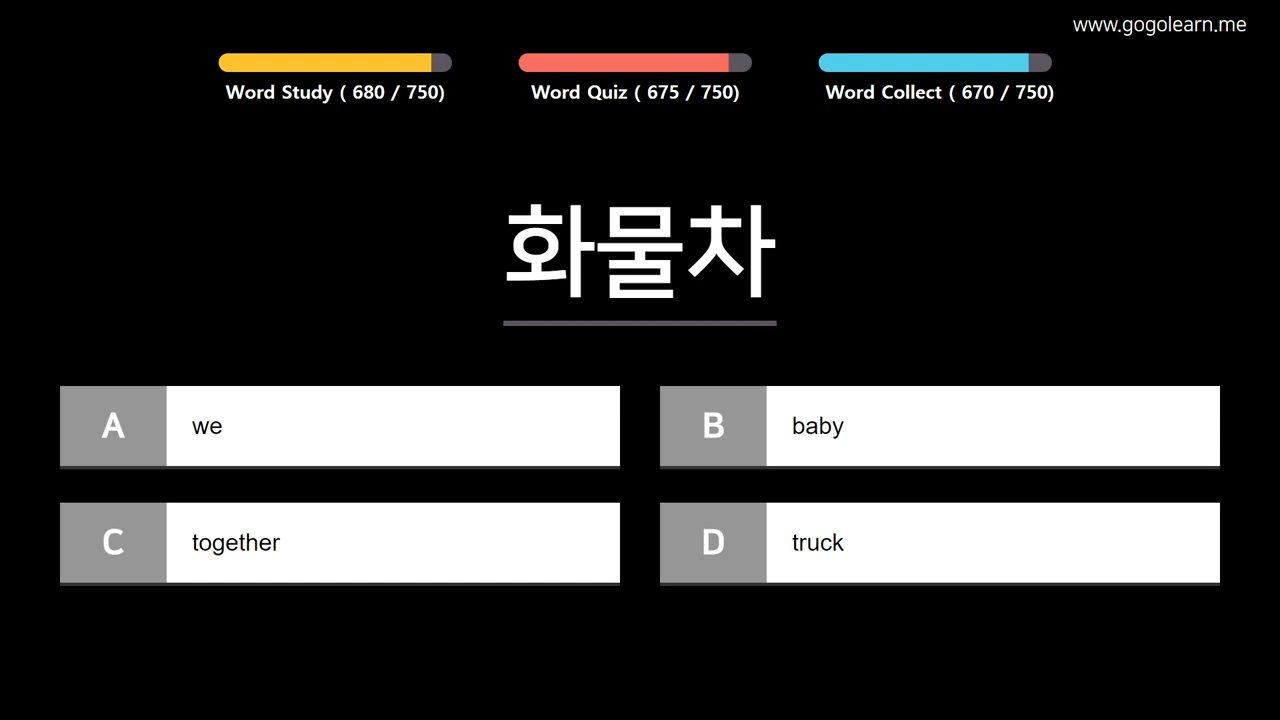 www.gogolearn.me
Word Study ( 680 / 750)
Word Quiz ( 675 / 750)
Word Collect ( 670 / 750)
화물차
A we
B baby
C together
D truck